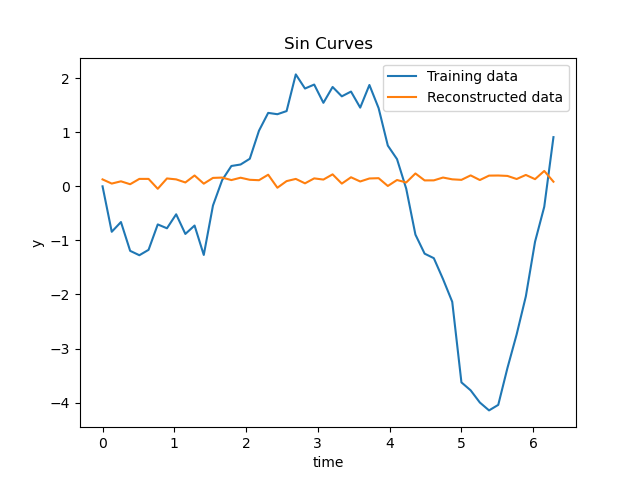 Sin Curves
Training data
Reconstructed data
2
1
0
−1
−2
−3
−4
y
0 1 2 3 4 5 6
time